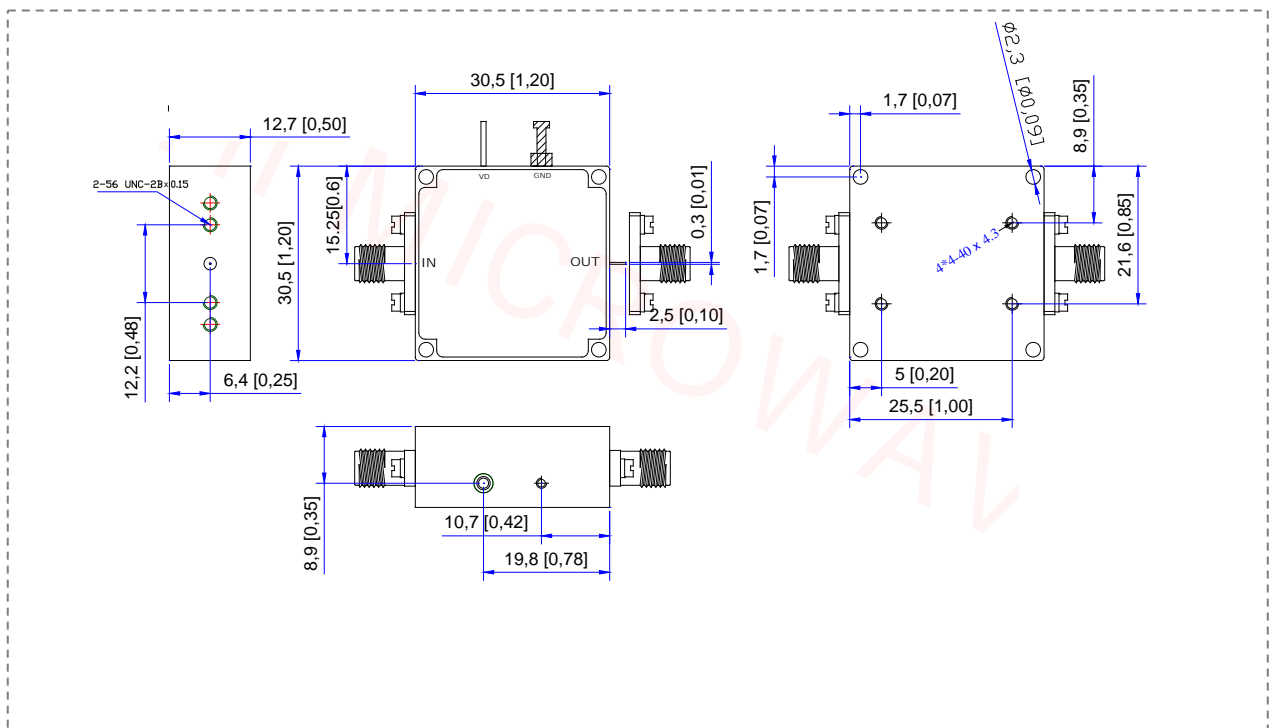 30,5 [1,20]
12,7 [0,50]
2-56 UNC-2B×0.15
12,2 [0,48]
6,4 [0,25]
30,5 [1,20]
15.25[0.6]
VD
GND
IN
OUT
0,3 [0,01]
2,5 [0,10]
1,7 [0,07]
1,7 [0,07]
Ø2,3 [Ø0,09]
8,9 [0,35]
21,6 [0,85]
4*4-40 x 4.3
5 [0,20]
25,5 [1,00]
8,9 [0,35]
10,7 [0,42]
19,8 [0,78]
MICROWAV